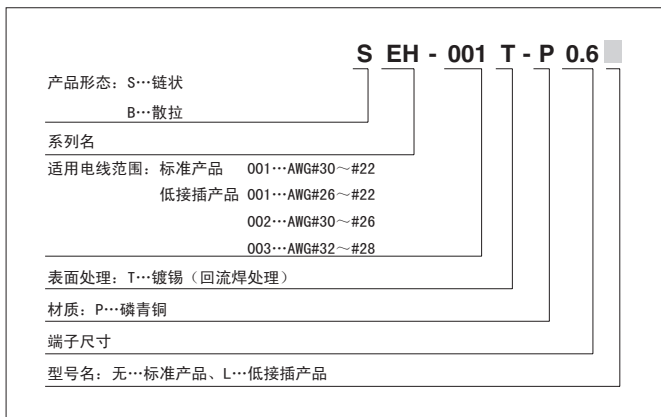 S EH - 001 T - P 0.6
产品形态：S…链状
B…散拉
系列名
适用电线范围：标准产品 001…AWG#30～#22
低接插产品 001…AWG#26～#22
002…AWG#30～#26
003…AWG#32～#28
表面处理：T…镀锡（回流焊处理）
材质：P…磷青铜
端子尺寸
型号名：无…标准产品、L…低接插产品